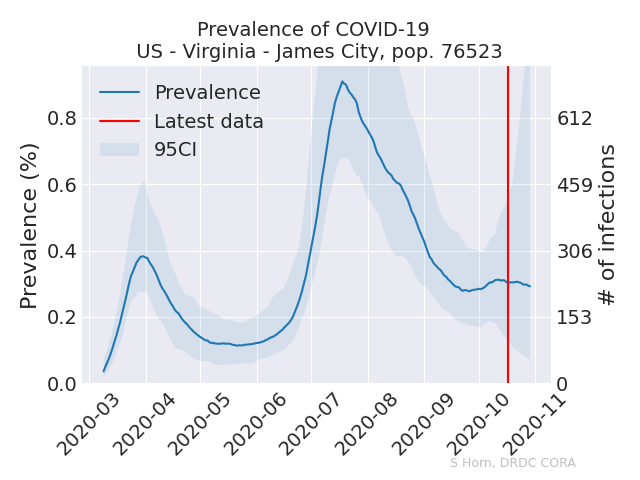 Prevalence of COVID-19
US - Virginia - James City, pop. 76523
Prevalence
Latest data
95CI
Prevalence (%)
0.8
0.6
0.4
0.2
0.0
# of infections
612
459
306
153
0
2020-03
2020-04
2020-05
2020-06
2020-07
2020-08
2020-09
2020-10
2020-11
S Horn, DRDC CORA